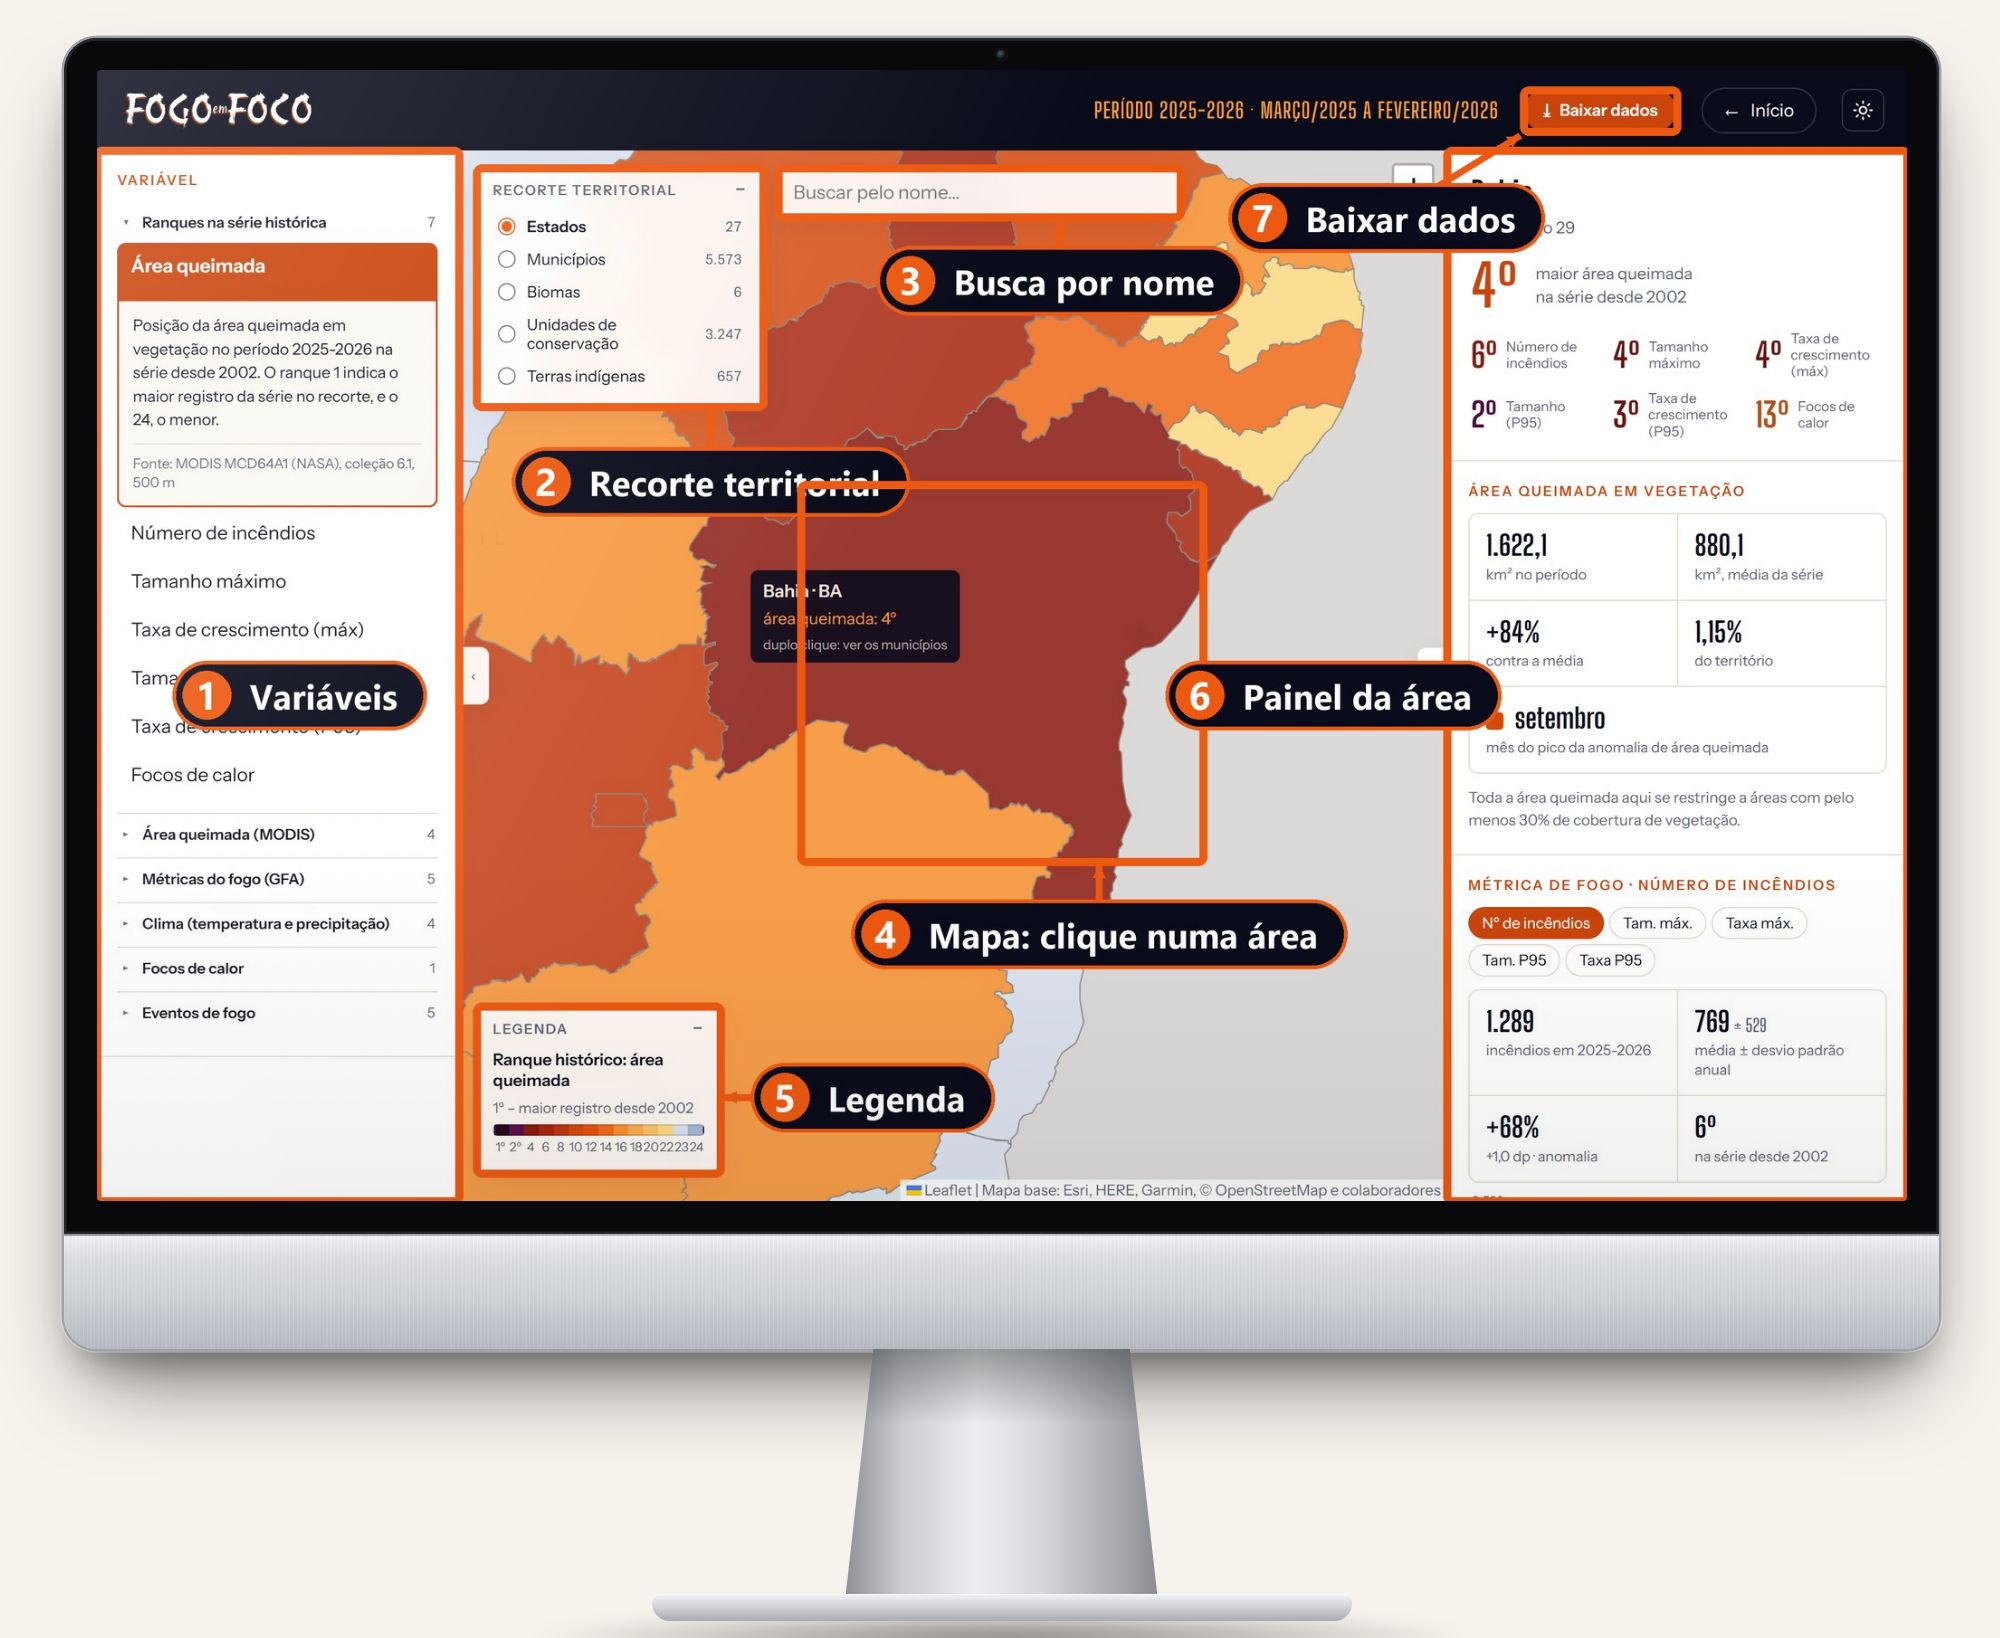 FOGO em FOCO
PERÍODO 2025-2026 · MARÇO/2025 A FEVEREIRO/2026
Baixar dados
← Início
VARIÁVEL
Ranques na série histórica 7
Área queimada
Posição da área queimada em
vegetação no período 2025-2026 na
série desde 2002. O ranque 1 indica o
maior registro da série no recorte, e o
24, o menor.
Fonte: MODIS MCD64A1 (NASA), coleção 6.1,
500 m
Número de incêndios
Tamanho máximo
Taxa de crescimento (máx)
1 Variáveis
Taxa de
Focos de calor
Área queimada (MODIS) 4
Métricas do fogo (GFA) 5
Clima (temperatura e precipitação) 4
Focos de calor 1
Eventos de fogo 5
RECORTE TERRITORIAL –
Estados 27
Municípios 5.573
Biomas 6
Unidades de
conservação 3.247
Terras indígenas 657
2 Recorte territorial
Buscar pelo nome...
3 Busca por nome
Bahia · BA
área queimada: 4º
duplo clique: ver os municípios
4 Mapa: clique numa área
LEGENDA –
Ranque histórico: área
queimada
1º – maior registro desde 2002
1º 2º 4 6 8 10 12 14 16 18 20 22 23 24
5 Legenda
Leaflet | Mapa base: Esri, HERE, Garmin, © OpenStreetMap e colaboradores
7 Baixar dados
29
4º maior área queimada
na série desde 2002
6º Número de
incêndios
4º Tamanho
máximo
4º Taxa de
crescimento
(máx)
2º Tamanho
(P95)
3º Taxa de
crescimento
(P95)
13º Focos de
calor
ÁREA QUEIMADA EM VEGETAÇÃO
1.622,1
km² no período
880,1
km², média da série
+84%
contra a média
1,15%
do território
6 Painel da área
setembro
mês do pico da anomalia de área queimada
Toda a área queimada aqui se restringe a áreas com pelo
menos 30% de cobertura de vegetação.
MÉTRICA DE FOGO · NÚMERO DE INCÊNDIOS
Nº de incêndios Tam. máx. Taxa máx.
Tam. P95 Taxa P95
1.289
incêndios em 2025-2026
769 ± 529
média ± desvio padrão
anual
+68%
+1,0 dp · anomalia
6º
na série desde 2002